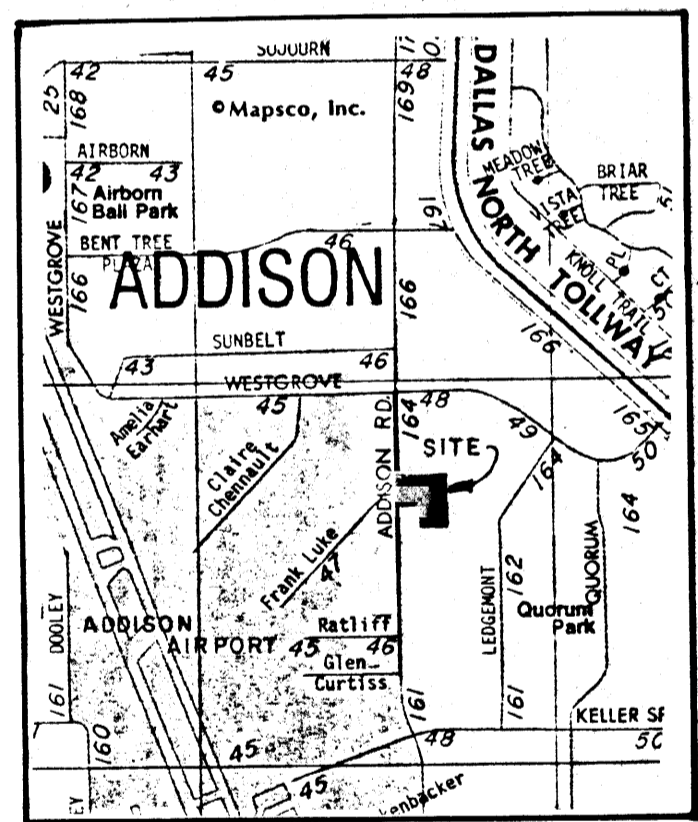 SOJOURN
42
45
48
169
25
168
© Mapsco, Inc.
DALLAS NORTH TOLLWAY
AIRBORN
42
43
167
Airborn
Ball Park
MEADOW
TREE
BRIAR
TREE
VISTA
TREE
WESTGROVE
BENT TREE
PLAZA
46
167
KNOLL TRAIL
PL
CT
ADDISON
166
166
166
SUNBELT
43
46
WESTGROVE
45
164
48
49
165
50
Amelia
Earhart
Claire
Chennault
ADDISON RD.
SITE
164
164
Frank Luke
47
LEDGEMONT
162
QUORUM
Quorum
Park
DOOLEY
ADDISON
AIRPORT
45
Ratliff
46
Glen
Curtiss
161
161
161
KELLER
160
45
48
45